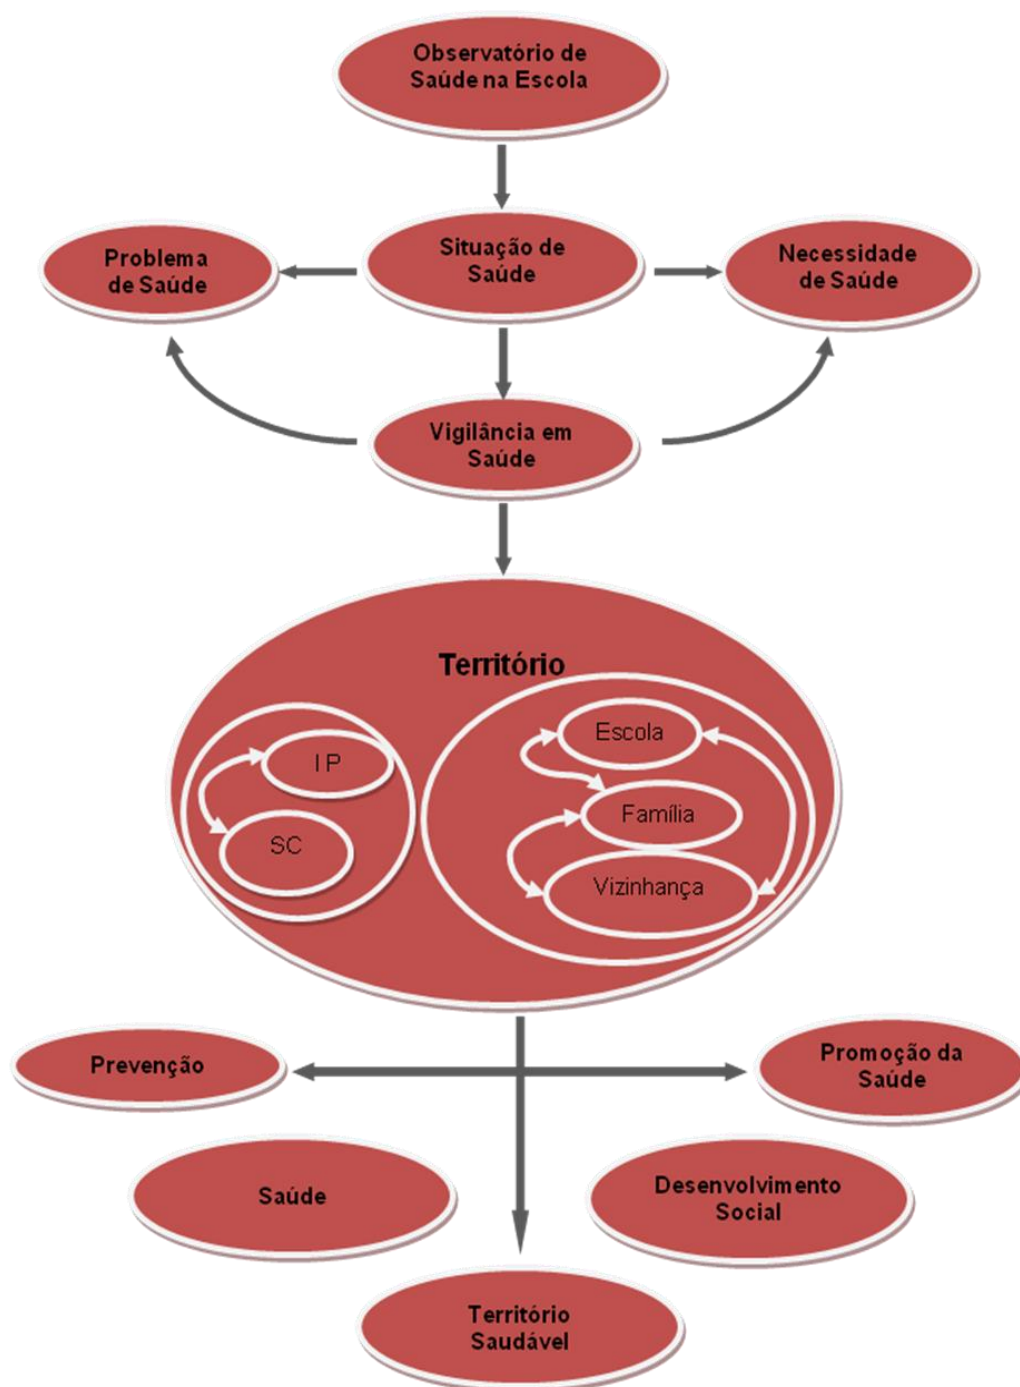 Observatório de
Saúde na Escola
Problema
de Saúde
Situação de
Saúde
Necessidade
de Saúde
Vigilância em
Saúde
Território
I P
SC
Escola
Família
Vizinhança
Prevenção
Promoção da
Saúde
Saúde
Desenvolvimento
Social
Território
Saudável